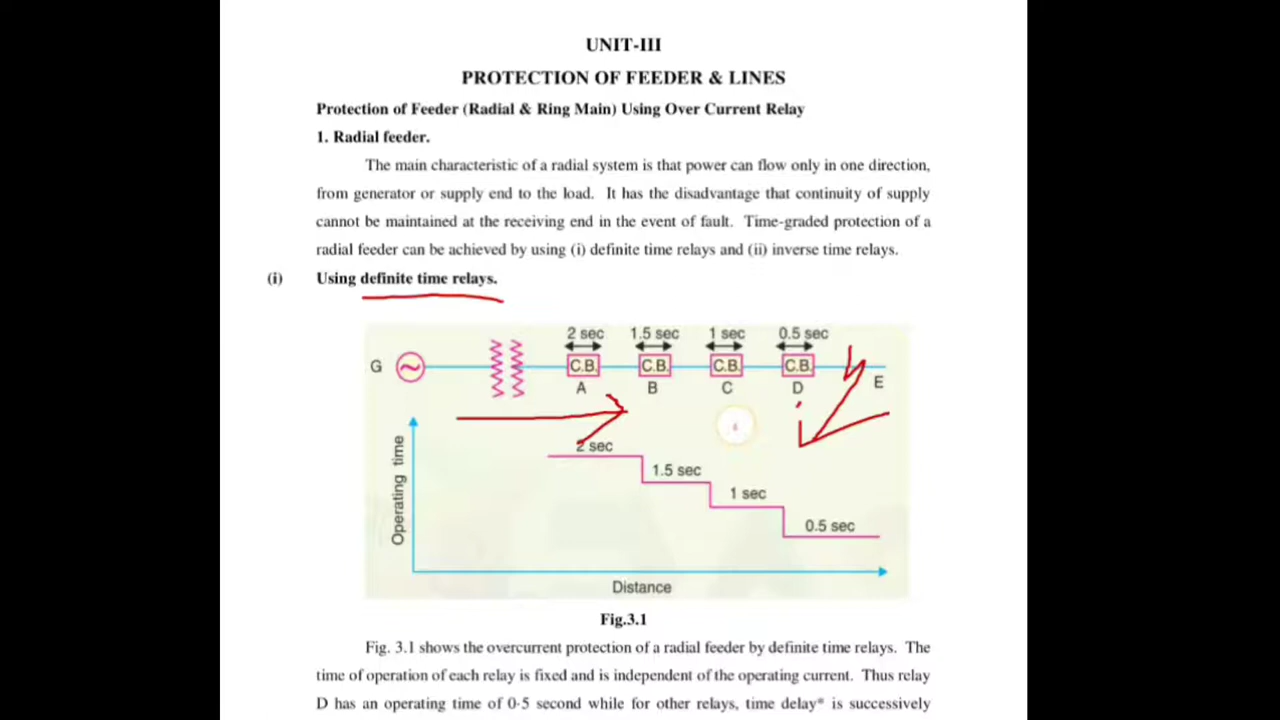 UNIT-III
PROTECTION OF FEEDER & LINES
Protection of Feeder (Radial & Ring Main) Using Over Current Relay
1. Radial feeder.
The main characteristic of a radial system is that power can flow only in one direction,
from generator or supply end to the load. It has the disadvantage that continuity of supply
cannot be maintained at the receiving end in the event of fault. Time-graded protection of a
radial feeder can be achieved by using (i) definite time relays and (ii) inverse time relays.
(i) Using definite time relays.
2 sec 1.5 sec 1 sec 0.5 sec
G C.B. C.B. C.B. C.B.
A B C D E
Operating time
2 sec
1.5 sec
1 sec
0.5 sec
Distance
Fig.3.1
Fig. 3.1 shows the overcurrent protection of a radial feeder by definite time relays. The
time of operation of each relay is fixed and is independent of the operating current. Thus relay
D has an operating time of 0·5 second while for other relays, time delay* is successively